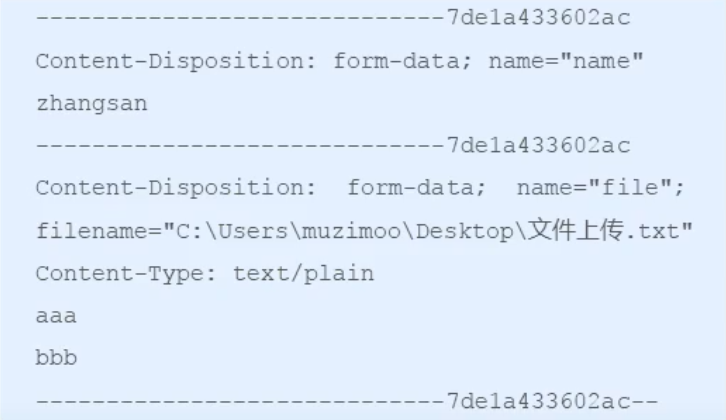 -----------------------------7de1a433602ac
Content-Disposition: form-data; name="name"
zhangsan
-----------------------------7de1a433602ac
Content-Disposition: form-data; name="file";
filename="C:\Users\muzimoo\Desktop\文件上传.txt"
Content-Type: text/plain
aaa
bbb
-----------------------------7de1a433602ac--